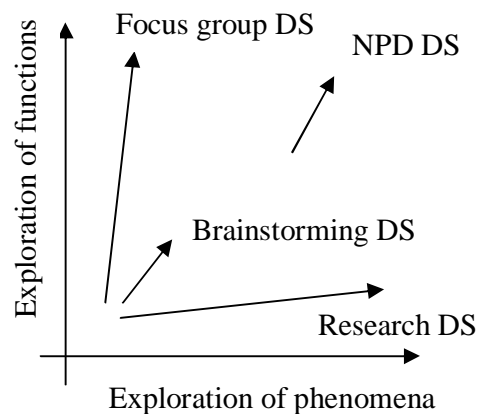 Focus group DS
NPD DS
Exploration of functions
Brainstorming DS
Research DS
Exploration of phenomena